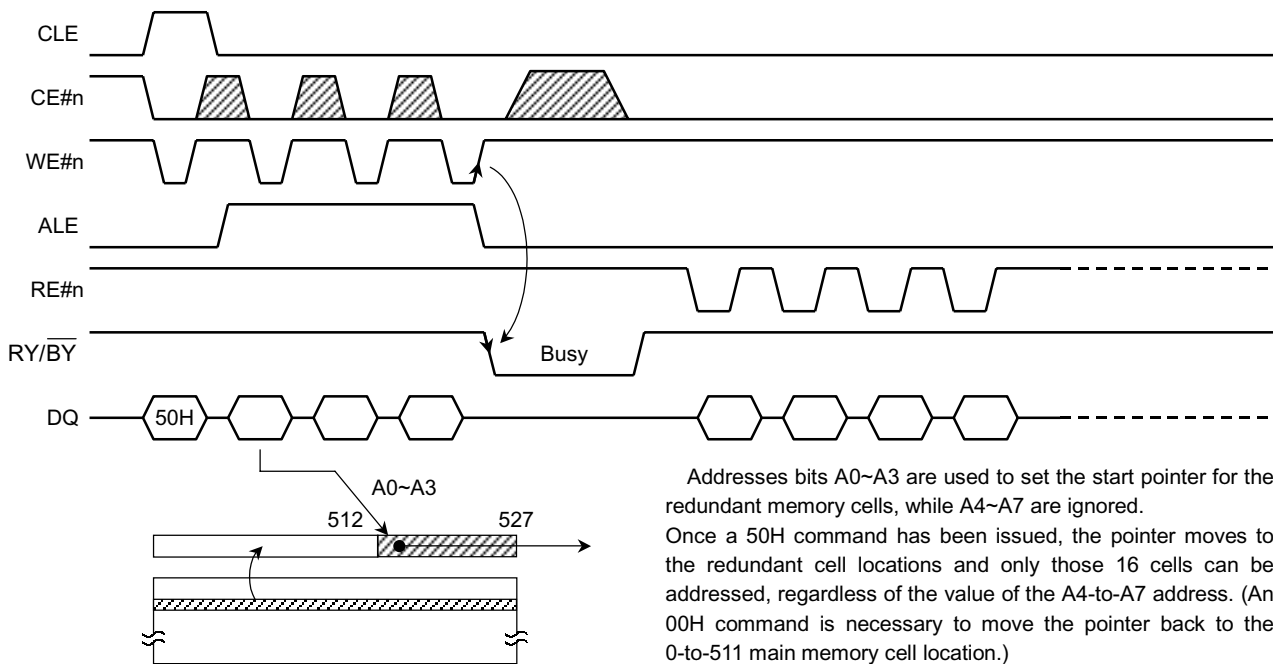 CLE
CE#n
WE#n
ALE
RE#n
RY/BY
Busy
DQ
50H
A0~A3
512
527
Addresses bits A0~A3 are used to set the start pointer for the
redundant memory cells, while A4~A7 are ignored.
Once a 50H command has been issued, the pointer moves to
the redundant cell locations and only those 16 cells can be
addressed, regardless of the value of the A4-to-A7 address. (An
00H command is necessary to move the pointer back to the
0-to-511 main memory cell location.)